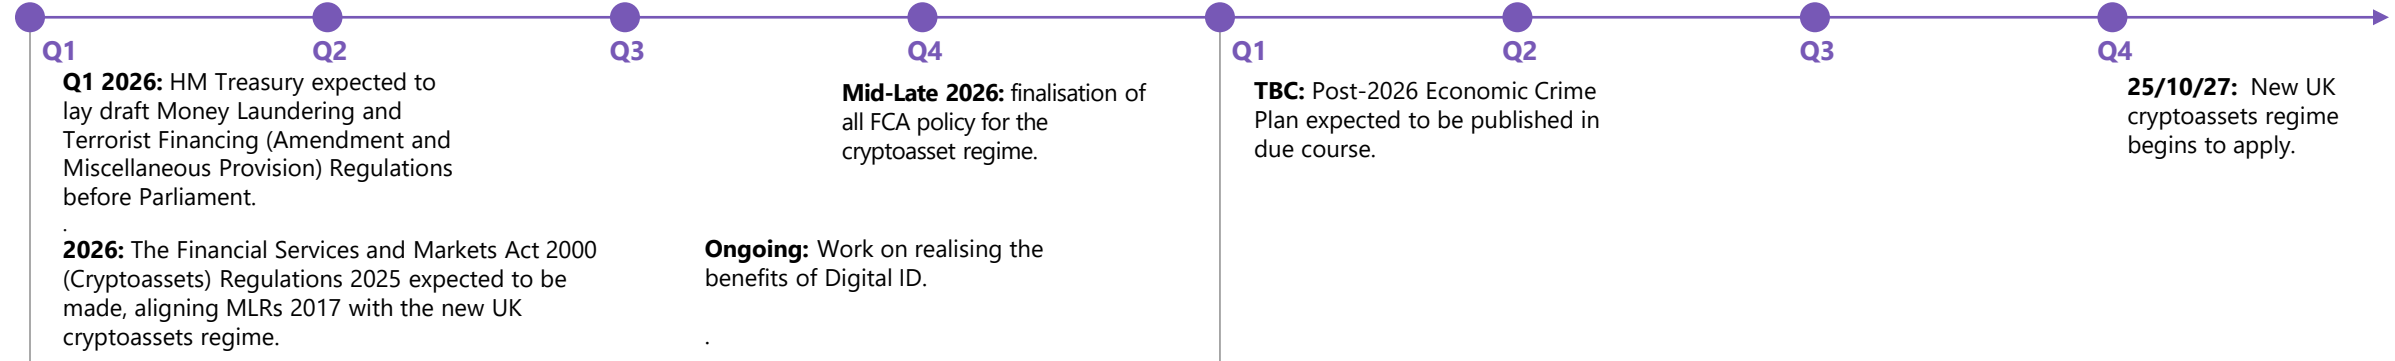 Q1
Q2
Q3
Q4
Q1
Q2
Q3
Q4
Q1 2026: HM Treasury expected to
lay draft Money Laundering and
Terrorist Financing (Amendment and
Miscellaneous Provision) Regulations
before Parliament.
.
2026: The Financial Services and Markets Act 2000
(Cryptoassets) Regulations 2025 expected to be
made, aligning MLRs 2017 with the new UK
cryptoassets regime.
Mid-Late 2026: finalisation of
all FCA policy for the
cryptoasset regime.
Ongoing: Work on realising the
benefits of Digital ID.
.
TBC: Post-2026 Economic Crime
Plan expected to be published in
due course.
25/10/27: New UK
cryptoassets regime
begins to apply.